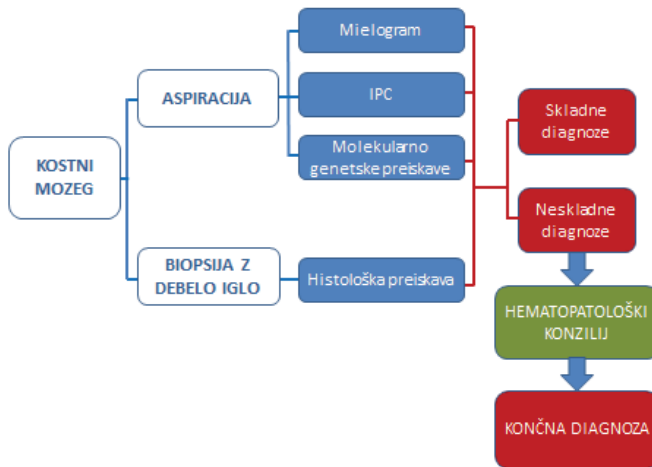 KOSTNI
MOZEG
ASPIRACIJA
BIOPSIJA Z
DEBELO IGLO
Mielogram
IPC
Molekularno
genetske preiskave
Histološka preiskava
Skladne
diagnoze
Neskladne
diagnoze
HEMATOPATOLOŠKI
KONZILIJ
KONČNA DIAGNOZA